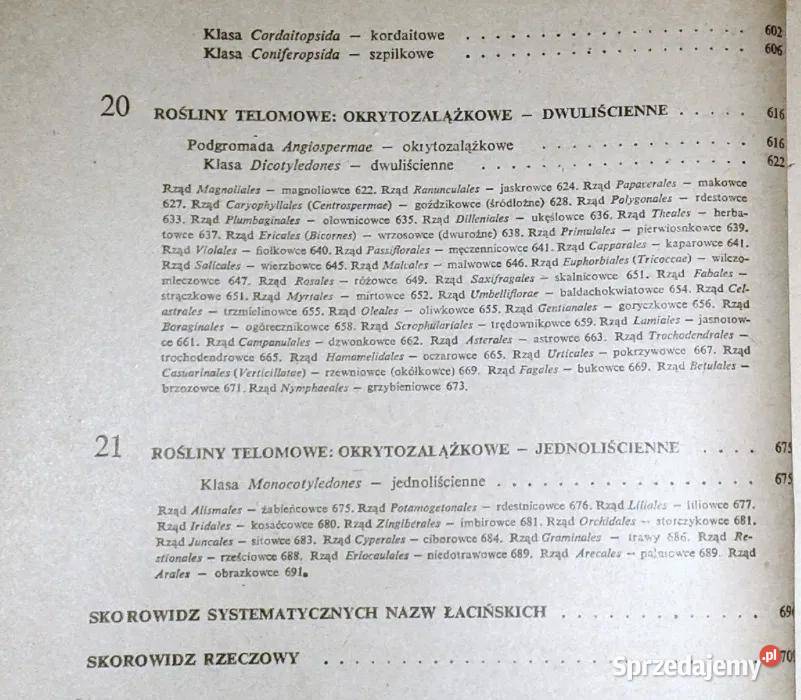 Klasa Cordaitopsida — kordaitowe . . . . . . . . . . . . . . . . 602
Klasa Coniferopsida — szpilkowe . . . . . . . . . . . . . . . . 606
20 ROŚLINY TELOMOWE: OKRYTOZALĄŻKOWE — DWULIŚCIENNE . . . . . 616
Podgromada Angiospermae — okrytozalążkowe . . . . . . . . . . . . 616
Klasa Dicotyledones — dwuliścienne . . . . . . . . . . . . . . . 622
Rząd Magnoliales — magnoliowce 622. Rząd Ranunculales — jaskrowce 624. Rząd Papaverales — makowce
627. Rząd Caryophyllales (Centrospermae) — goździkowce (śródłożne) 628. Rząd Polygonales — rdestowce
633. Rząd Plumbaginales — ołownicowce 635. Rząd Dilleniales — ukęślowce 636. Rząd Theales — herba-
towce 637. Rząd Ericales (Bicornes) — wrzosowce (dwurożne) 638. Rząd Primulales — pierwiosnkowce 639.
Rząd Violales — fiołkowce 640. Rząd Passiflorales — męczennicowce 641. Rząd Capparales — kaparowce 641.
Rząd Salicales — wierzbowce 645. Rząd Malvales — malwowce 646. Rząd Euphorbiales (Tricoccae) — wilczo-
mleczowce 647. Rząd Rosales — różowce 649. Rząd Saxifragales — skalnicowce 651. Rząd Fabales —
strączkowe 651. Rząd Myrtales — mirtowce 652. Rząd Umbelliflorae — baldachokwiatowe 654. Rząd Cel-
astrales — trzmielinowce 655. Rząd Oleales — oliwkowce 655. Rząd Gentianales — goryczkowce 656. Rząd
Boraginales — ogórecznikowce 658. Rząd Scrophulariales — trędownikowce 659. Rząd Lamiales — jasnotow-
ce 661. Rząd Campanulales — dzwonkowce 662. Rząd Asterales — astrowce 663. Rząd Trochodendrales —
trochodendrowce 665. Rząd Hamamelidales — oczarowce 665. Rząd Urticales — pokrzywowce 667. Rząd
Casuarinales (Verticillatae) — rzewniowce (okółkowce) 669. Rząd Fagales — bukowce 669. Rząd Betulales —
brzozowce 671. Rząd Nymphaeales — grzybieniowce 673.
21 ROŚLINY TELOMOWE: OKRYTOZALĄŻKOWE — JEDNOLIŚCIENNE . . . . 675
Klasa Monocotyledones — jednoliścienne . . . . . . . . . . . . . . 675
Rząd Alismales — żabieńcowce 675. Rząd Potamogetonales — rdestnicowce 676. Rząd Liliales — liliowce 677.
Rząd Iridales — kosaćcowce 680. Rząd Zingiberales — imbirowce 681. Rząd Orchidales — storczykowce 681.
Rząd Juncales — sitowce 683. Rząd Cyperales — ciborowce 684. Rząd Graminales — trawy 686. Rząd Re-
stionales — rześciowce 688. Rząd Eriocaulales — niedotrawowce 689. Rząd Arecales — palmowce 689. Rząd
Arales — obrazkowce 691.
SKOROWIDZ SYSTEMATYCZNYCH NAZW ŁACIŃSKICH . . . . . . . . . . 69
SKOROWIDZ RZECZOWY . . . . . . . . . . . . . . . . . 70
Sprzedajemy.pl